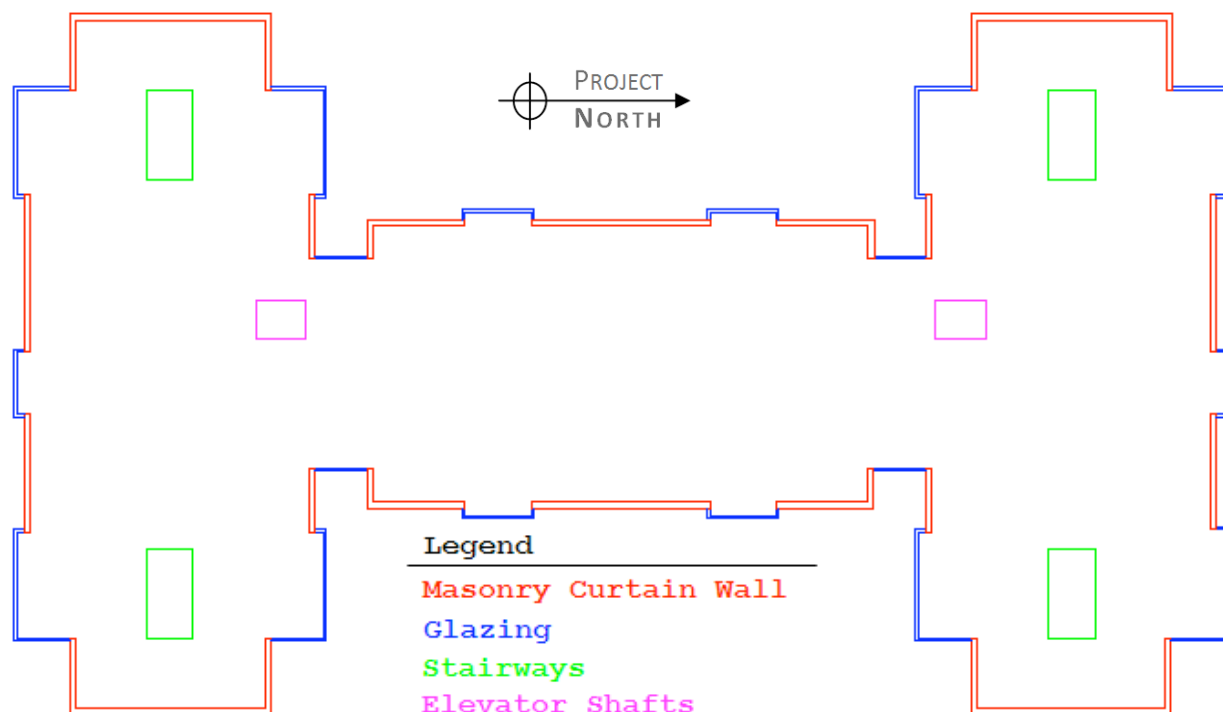 PROJECT
NORTH
Legend
Masonry Curtain Wall
Glazing
Stairways
Elevator Shafts